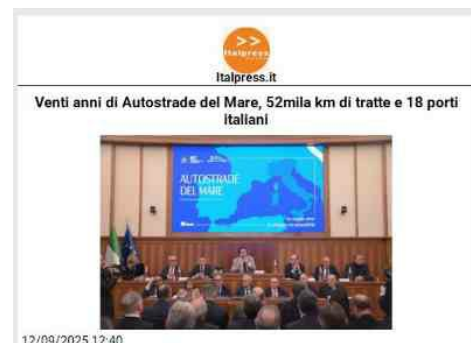 >>
Italpress
Italpress.it
Venti anni di Autostrade del Mare, 52mila km di tratte e 18 porti
italiani
AUTOSTRADE
DEL MARE
12/09/2025 12:40